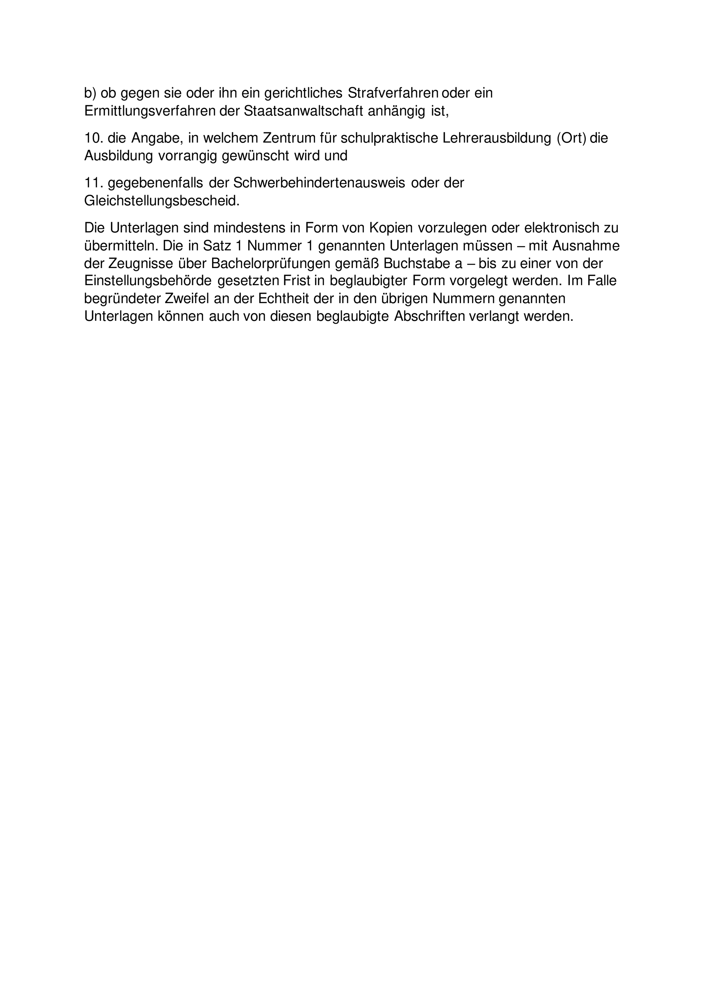 b) ob gegen sie oder ihn ein gerichtliches Strafverfahren oder ein
Ermittlungsverfahren der Staatsanwaltschaft anhängig ist,
10. die Angabe, in welchem Zentrum für schulpraktische Lehrerausbildung (Ort) die
Ausbildung vorrangig gewünscht wird und
11. gegebenenfalls der Schwerbehindertenausweis oder der
Gleichstellungsbescheid.
Die Unterlagen sind mindestens in Form von Kopien vorzulegen oder elektronisch zu
übermitteln. Die in Satz 1 Nummer 1 genannten Unterlagen müssen – mit Ausnahme
der Zeugnisse über Bachelorprüfungen gemäß Buchstabe a – bis zu einer von der
Einstellungsbehörde gesetzten Frist in beglaubigter Form vorgelegt werden. Im Falle
begründeter Zweifel an der Echtheit der in den übrigen Nummern genannten
Unterlagen können auch von diesen beglaubigte Abschriften verlangt werden.